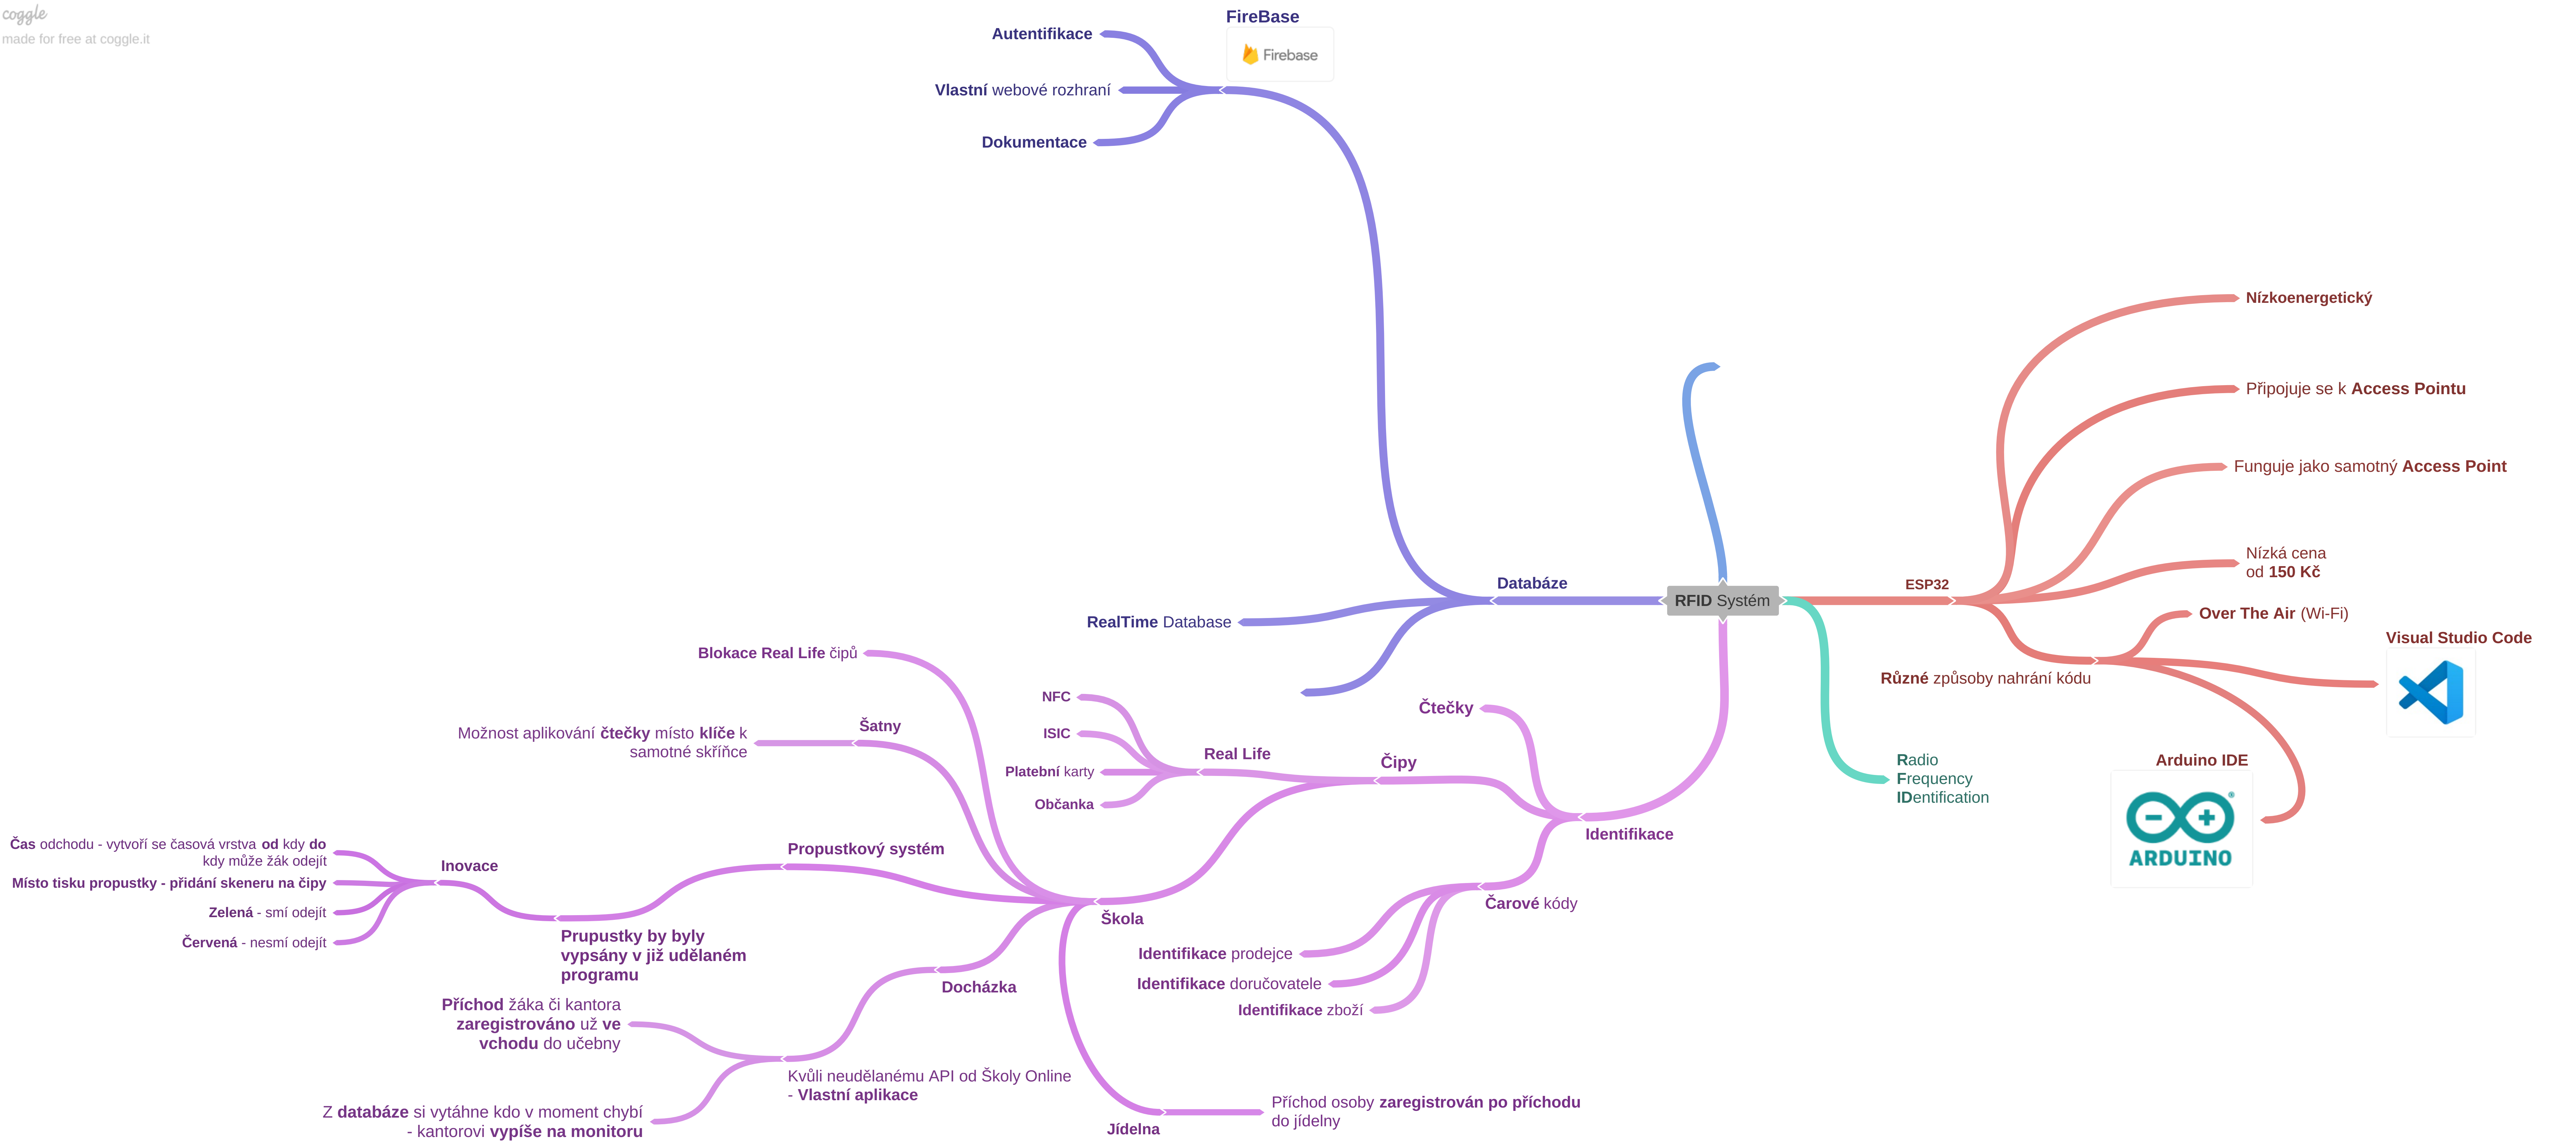 coggle
made for free at coggle.it
FireBase
Firebase
Autentifikace
Vlastní webové rozhraní
Dokumentace
Databáze
RealTime Database
RFID Systém
ESP32
Nízkoenergetický
Připojuje se k Access Pointu
Funguje jako samotný Access Point
Nízká cena
od 150 Kč
Různé způsoby nahrání kódu
Over The Air (Wi-Fi)
Visual Studio Code
Arduino IDE
ARDUINO
Radio
Frequency
IDentification
Identifikace
Čtečky
Čipy
Real Life
NFC
ISIC
Platební karty
Občanka
Čarové kódy
Identifikace prodejce
Identifikace doručovatele
Identifikace zboží
Škola
Blokace Real Life čipů
Šatny
Možnost aplikování čtečky místo klíče k
samotné skříňce
Propustkový systém
Prupustky by byly
vypsány v již udělaném
programu
Inovace
Čas odchodu - vytvoří se časová vrstva od kdy do
kdy může žák odejít
Místo tisku propustky - přidání skeneru na čipy
Zelená - smí odejít
Červená - nesmí odejít
Docházka
Kvůli neudělanému API od Školy Online
- Vlastní aplikace
Příchod žáka či kantora
zaregistrováno už ve
vchodu do učebny
Z databáze si vytáhne kdo v moment chybí
- kantorovi vypíše na monitoru
Jídelna
Příchod osoby zaregistrován po příchodu
do jídelny